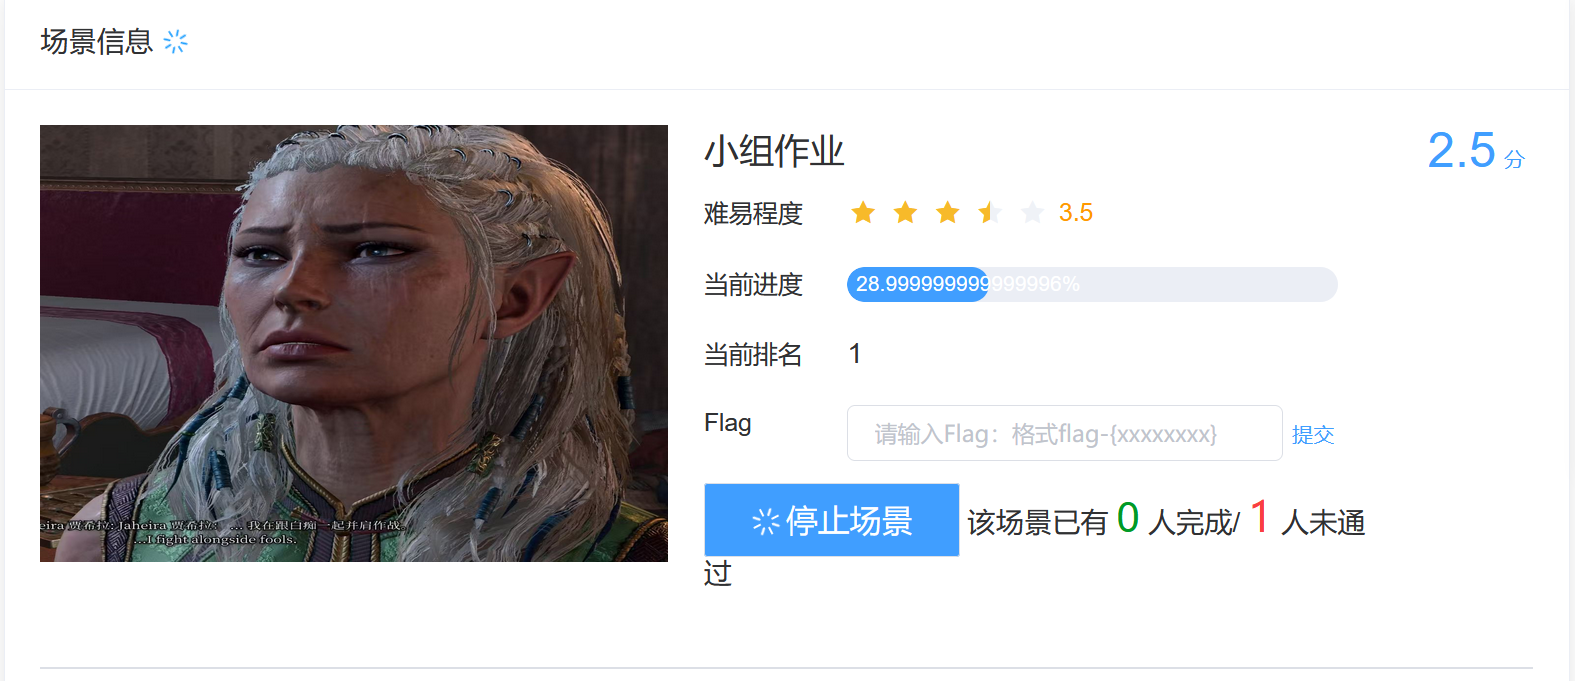 场景信息
小组作业
2.5 分
难易程度 3.5
当前进度 28.999999999999996%
当前排名 1
Flag 请输入Flag：格式flag-{xxxxxxxx} 提交
停止场景 该场景已有 0 人完成/ 1 人未通
过
eira 贾希拉: Jaheira 贾希拉: ... 我在跟白痴一起并肩作战。
...I fight alongside fools.